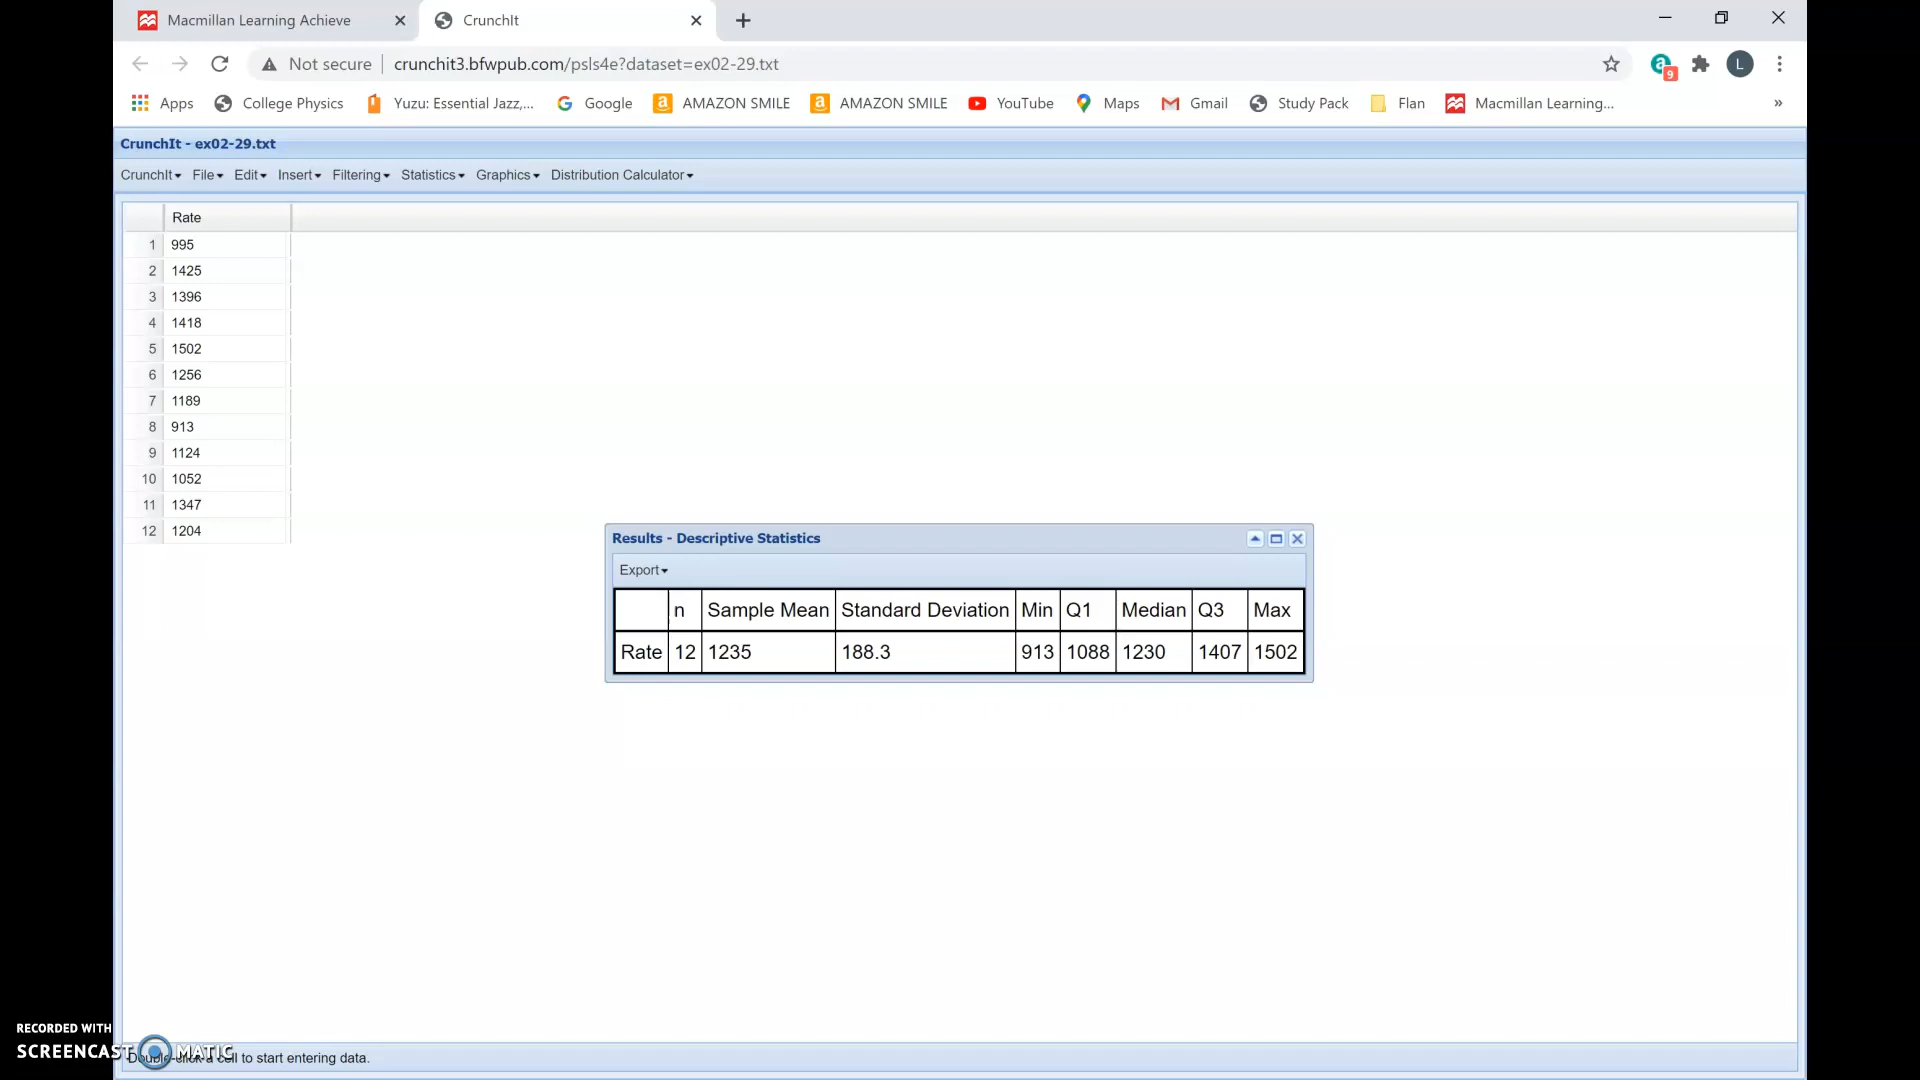 Macmillan Learning Achieve
CrunchIt
Not secure
crunchit3.bfwpub.com/psls4e?dataset=ex02-29.txt
9
L
Apps
College Physics
Yuzu: Essential Jazz,...
Google
AMAZON SMILE
AMAZON SMILE
YouTube
Maps
Gmail
Study Pack
Flan
Macmillan Learning...
»
CrunchIt - ex02-29.txt
CrunchIt File Edit Insert Filtering Statistics Graphics Distribution Calculator
Rate
1 995
2 1425
3 1396
4 1418
5 1502
6 1256
7 1189
8 913
9 1124
10 1052
11 1347
12 1204
Results - Descriptive Statistics
Export
n Sample Mean Standard Deviation Min Q1 Median Q3 Max
Rate 12 1235 188.3 913 1088 1230 1407 1502
RECORDED WITH
SCREENCAST MATIC
Double-click a cell to start entering data.